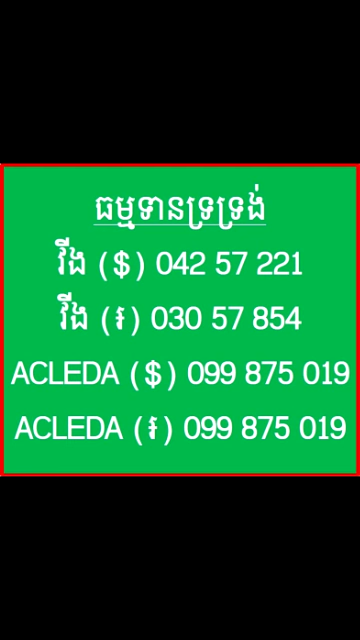 ធម្មទានទ្រទ្រង់
វីង ($) 042 57 221
វីង (៛) 030 57 854
ACLEDA ($) 099 875 019
ACLEDA (៛) 099 875 019